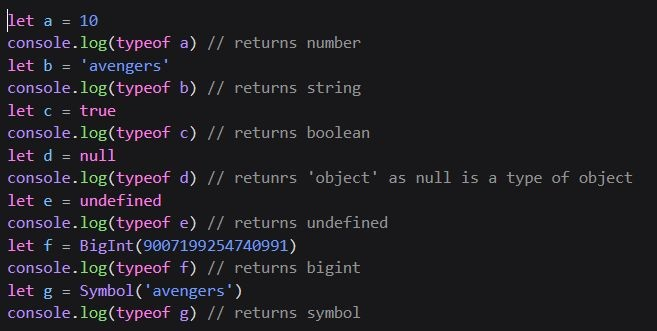 let a = 10
console.log(typeof a) // returns number
let b = 'avengers'
console.log(typeof b) // returns string
let c = true
console.log(typeof c) // returns boolean
let d = null
console.log(typeof d) // retunrs 'object' as null is a type of object
let e = undefined
console.log(typeof e) // returns undefined
let f = BigInt(9007199254740991)
console.log(typeof f) // returns bigint
let g = Symbol('avengers')
console.log(typeof g) // returns symbol